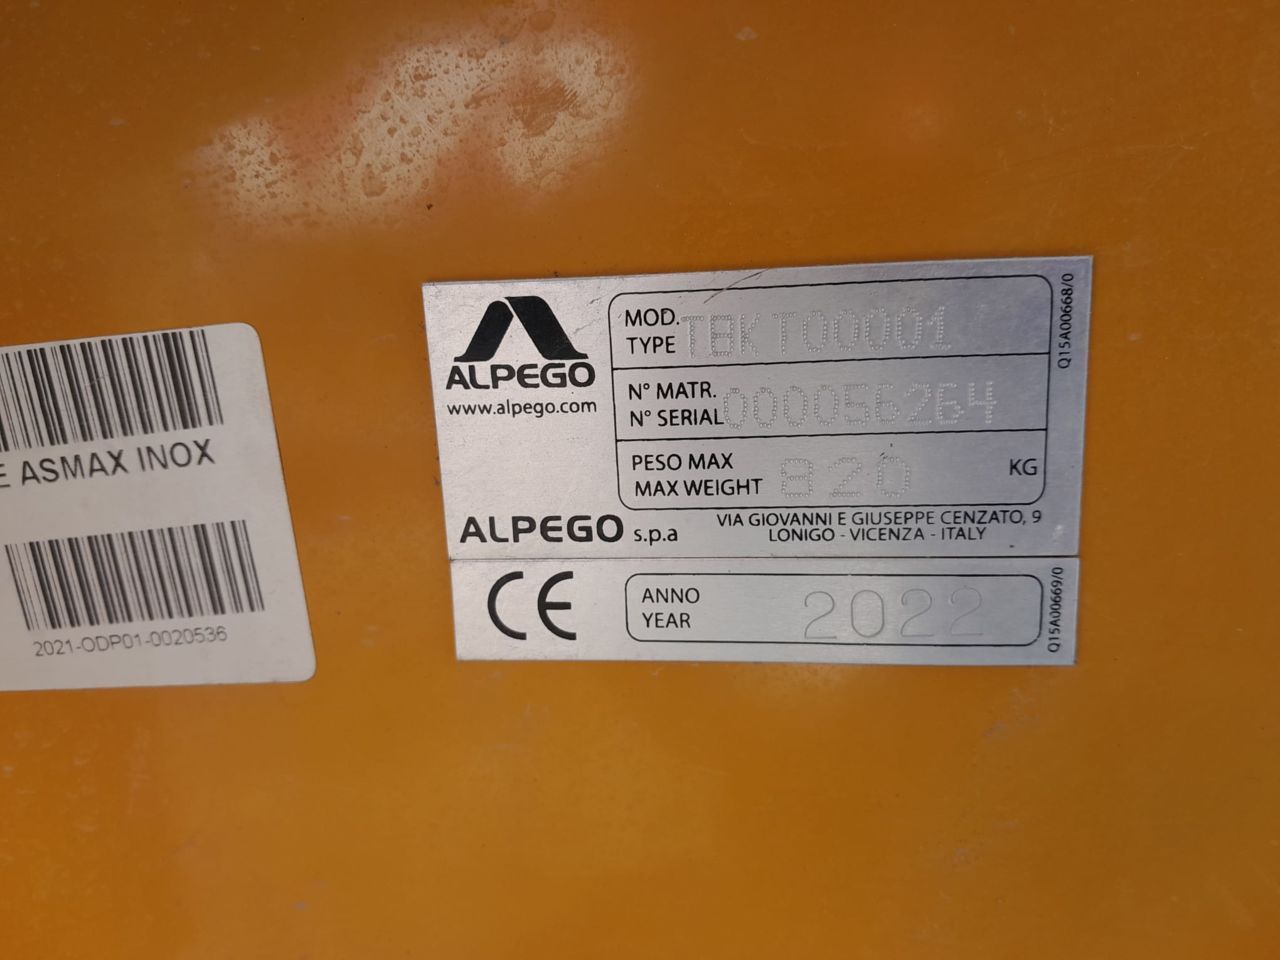 E ASMAX INOX
2021-ODP01-0020536
ALPEGO
www.alpego.com
MOD.
TYPE TBKT00001
N° MATR.
N° SERIAL 000056264
PESO MAX
MAX WEIGHT 820 KG
ALPEGO s.p.a
VIA GIOVANNI E GIUSEPPE CENZATO, 9
LONIGO - VICENZA - ITALY
Q15A00668/0
CE
ANNO
YEAR 2022
Q15A00669/0